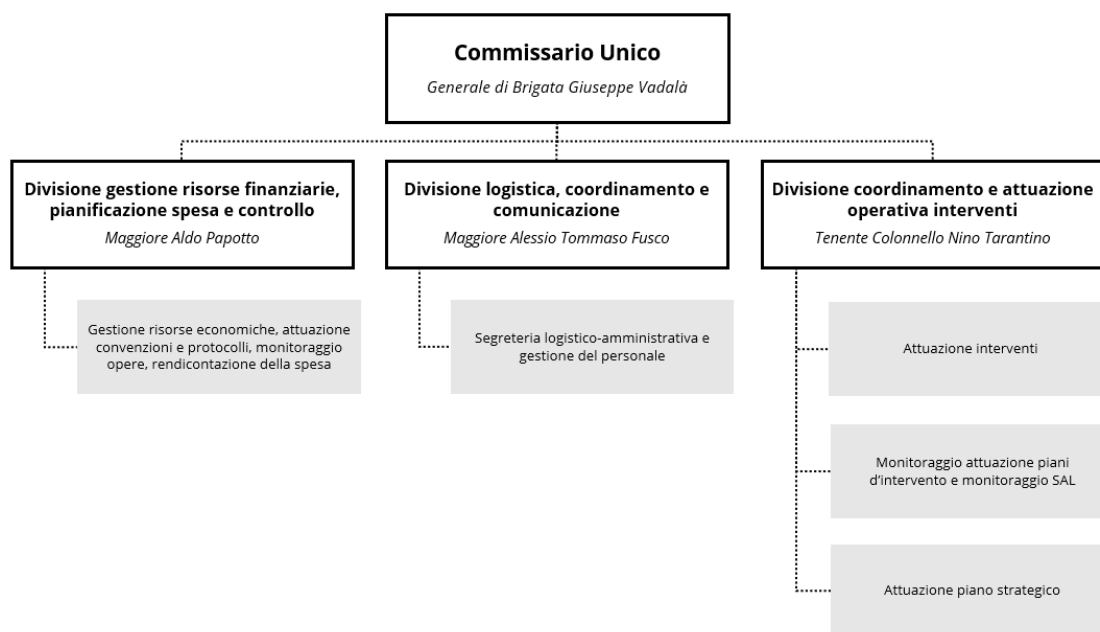 Commissario Unico
Generale di Brigata Giuseppe Vadalà
Divisione gestione risorse finanziarie,
pianificazione spesa e controllo
Maggiore Aldo Papotto
Divisione logistica, coordinamento e
comunicazione
Maggiore Alessio Tommaso Fusco
Divisione coordinamento e attuazione
operativa interventi
Tenente Colonnello Nino Tarantino
Gestione risorse economiche, attuazione
convenzioni e protocolli, monitoraggio
opere, rendicontazione della spesa
Segreteria logistico-amministrativa e
gestione del personale
Attuazione interventi
Monitoraggio attuazione piani
d’intervento e monitoraggio SAL
Attuazione piano strategico